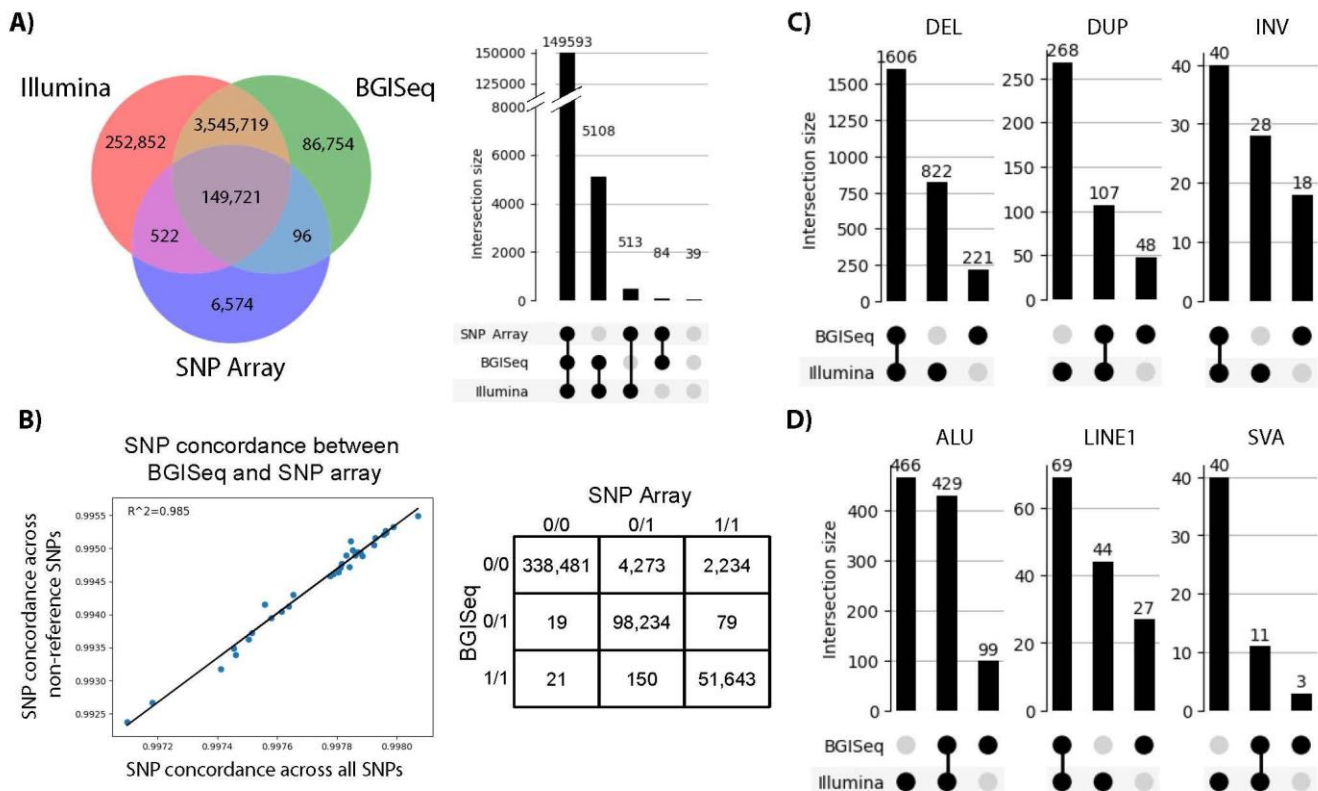 A)
Illumina
BGISeq
252,852
3,545,719
86,754
149,721
522
96
6,574
SNP Array
149593
150000
125000
8000
6000
4000
2000
0
Intersection size
5108
513
84
39
SNP Array
BGISeq
Illumina
B)
SNP concordance between
BGISeq and SNP array
R^2=0.985
0.9955
0.9950
0.9945
0.9940
0.9935
0.9930
0.9925
0.9972
0.9974
0.9976
0.9978
0.9980
SNP concordance across
non-reference SNPs
SNP concordance across all SNPs
SNP Array
0/0 0/1 1/1
BGISeq
0/0 338,481 4,273 2,234
0/1 19 98,234 79
1/1 21 150 51,643
C)
DEL
1606
822
221
1500
1250
1000
750
500
250
0
Intersection size
DUP
268
107
48
250
200
150
100
50
0
INV
40
28
18
40
30
20
10
0
BGISeq
Illumina
D)
ALU
466
429
99
400
300
200
100
0
Intersection size
LINE1
69
44
27
60
40
20
0
SVA
40
11
3
40
30
20
10
0
BGISeq
Illumina